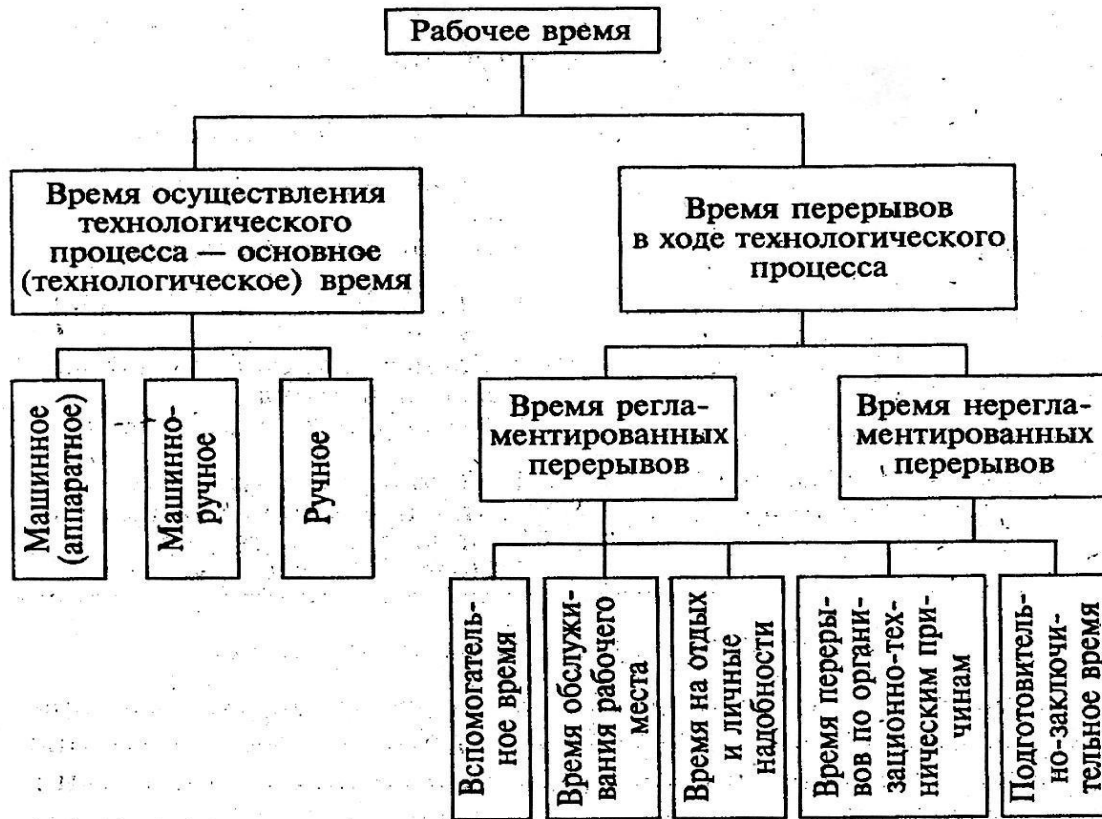 Рабочее время
Время осуществления
технологического
процесса — основное
(технологическое) время
Время перерывов
в ходе технологического
процесса
Машинное
(аппаратное)
Машинно-
ручное
Ручное
Время регла-
ментированных
перерывов
Время нерегла-
ментированных
перерывов
Вспомогатель-
ное время
Время обслужи-
вания рабочего
места
Время на отдых
и личные
надобности
Время переры-
вов по органи-
зационно-тех-
ническим при-
чинам
Подготовитель-
но-заключи-
тельное время